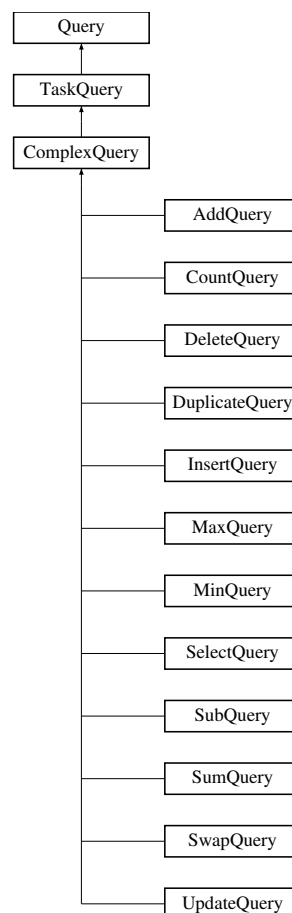 Query
TaskQuery
ComplexQuery
AddQuery
CountQuery
DeleteQuery
DuplicateQuery
InsertQuery
MaxQuery
MinQuery
SelectQuery
SubQuery
SumQuery
SwapQuery
UpdateQuery